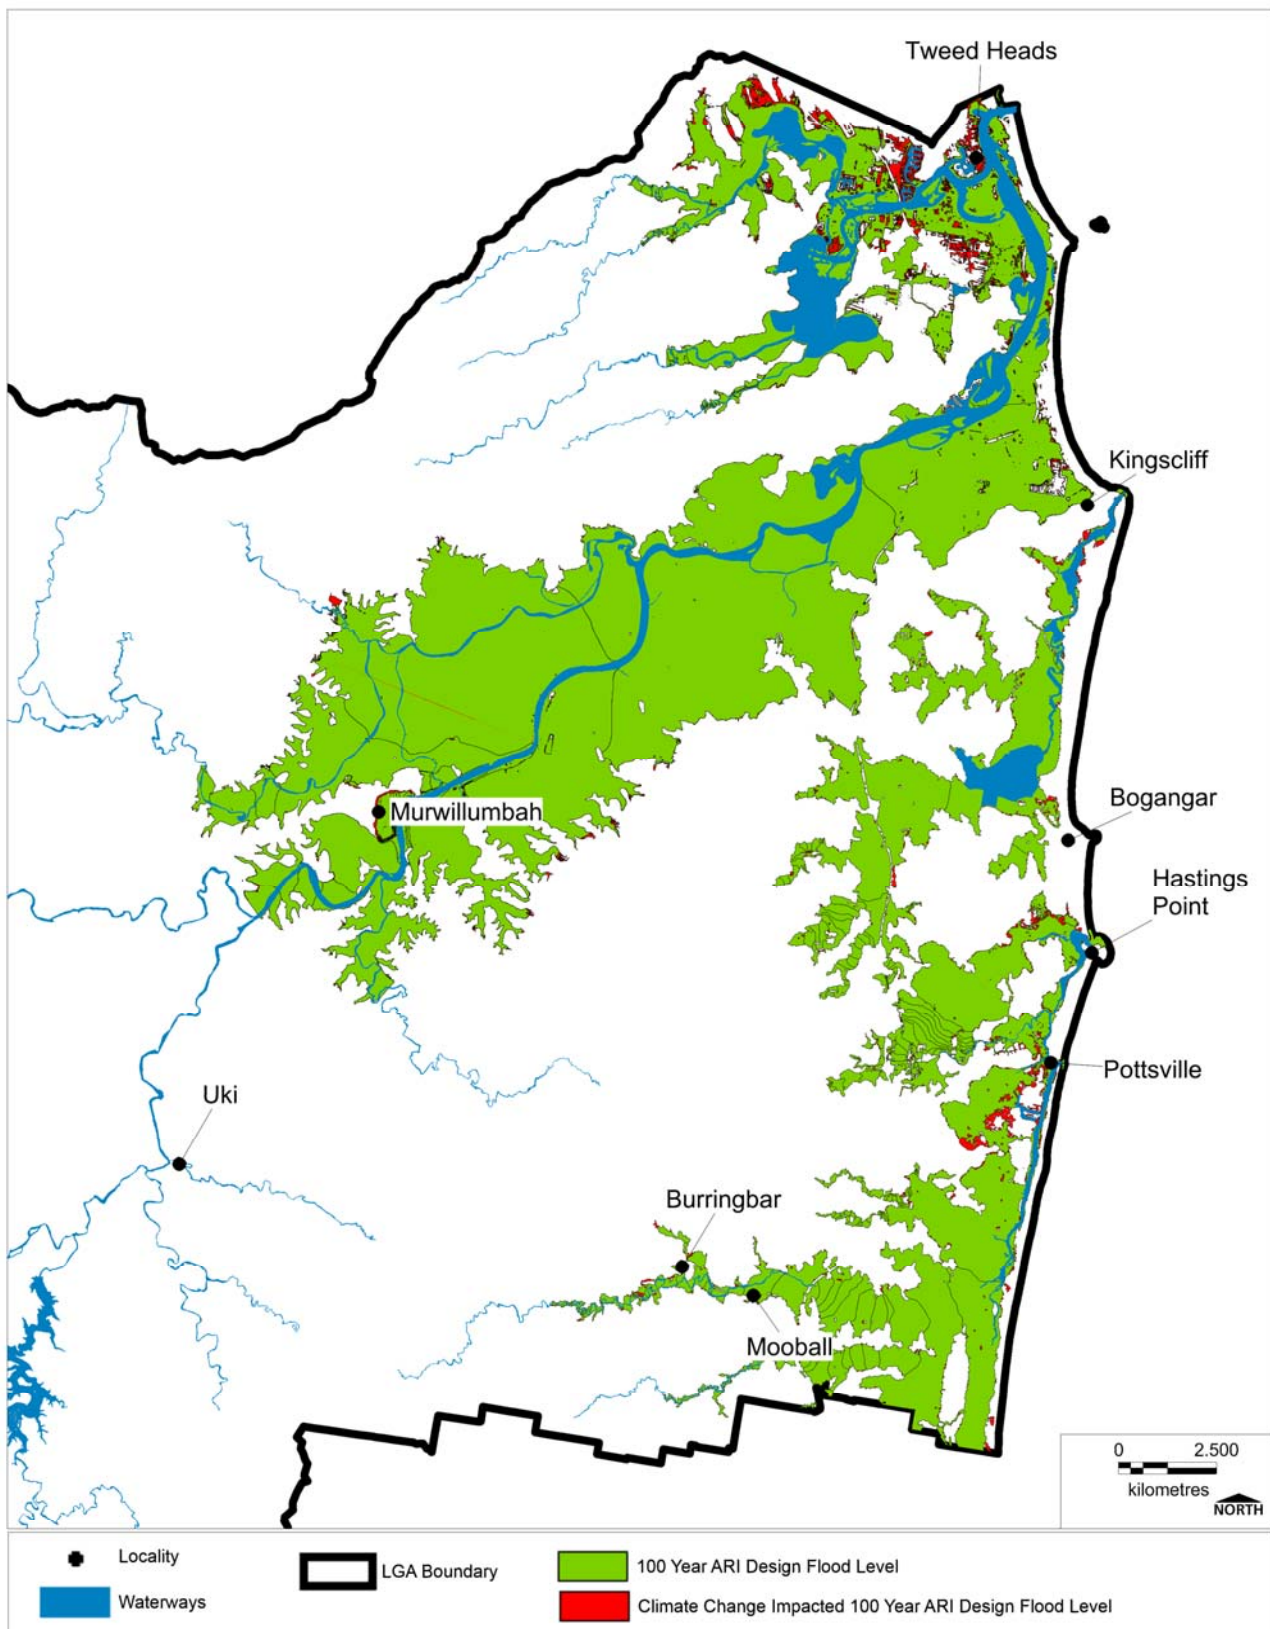 Tweed Heads
Kingscliff
Murwillumbah
Bogangar
Hastings
Point
Pottsville
Uki
Burringbar
Mooball
0 2.500
kilometres
NORTH
Locality
Waterways
LGA Boundary
100 Year ARI Design Flood Level
Climate Change Impacted 100 Year ARI Design Flood Level